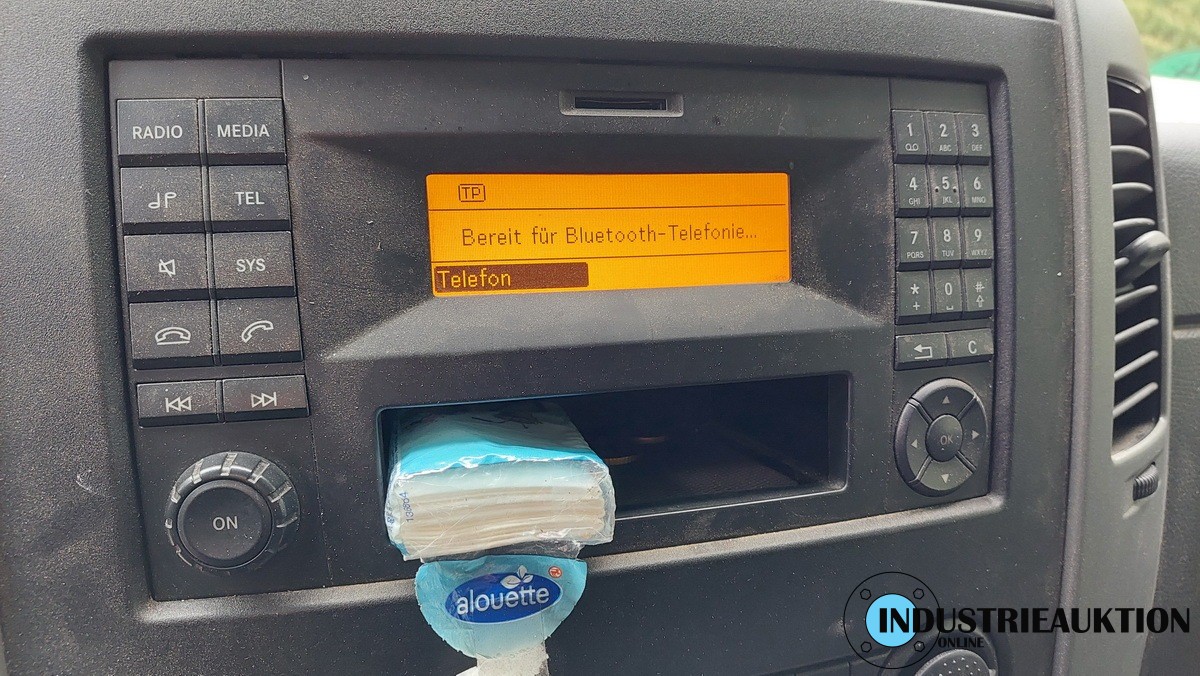 RADIO MEDIA
TEL
SYS
ON
TP
Bereit für Bluetooth-Telefonie...
Telefon
1 2 ABC 3 DEF
4 GHI 5 JKL 6 MNO
7 PQRS 8 TUV 9 WXYZ
* + 0 #
C
OK
alouette
INDUSTRIEAUKTION
ONLINE